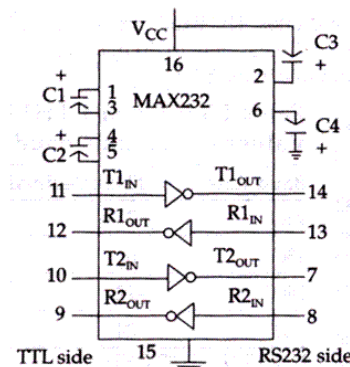 VCC
C3
16
2
+
+
C1
1
3
MAX232
6
+
C2
4
5
C4
+
11
T1IN
T1OUT
14
12
R1OUT
R1IN
13
10
T2IN
T2OUT
7
9
R2OUT
R2IN
8
TTL side
15
RS232 side